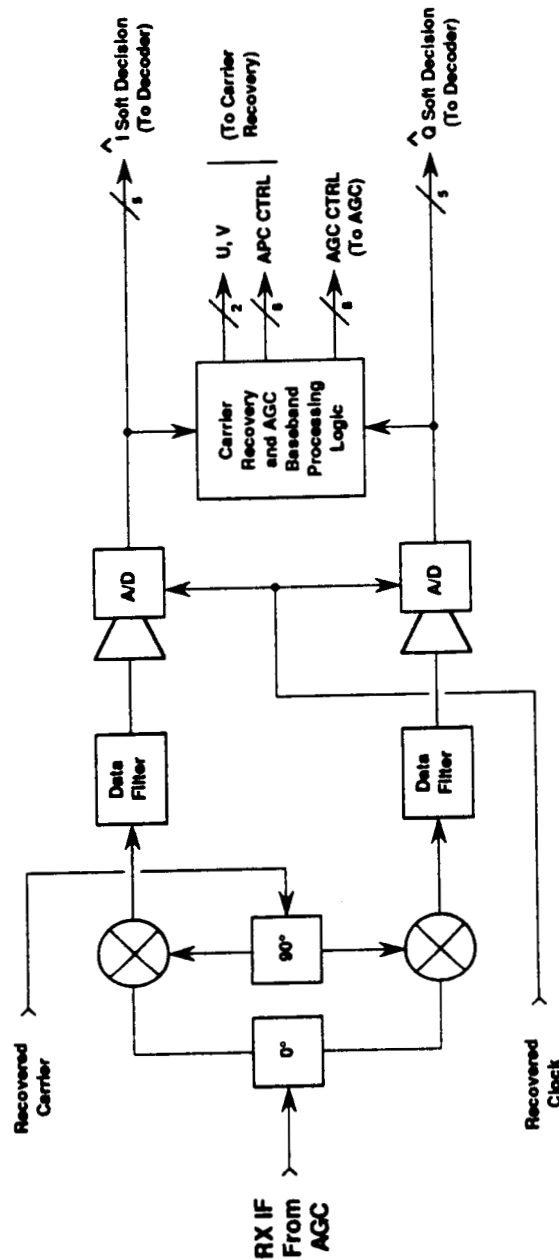 Recovered
Carrier
RX IF
From
AGC
0°
90°
Recovered
Clock
Data
Filter
Data
Filter
A/D
A/D
Carrier
Recovery
and AGC
Baseband
Processing
Logic
^
I Soft Decision
(To Decoder)
5
U, V
2
APC CTRL
6
(To Carrier
Recovery)
AGC CTRL
(To AGC)
^
Q Soft Decision
(To Decoder)
5